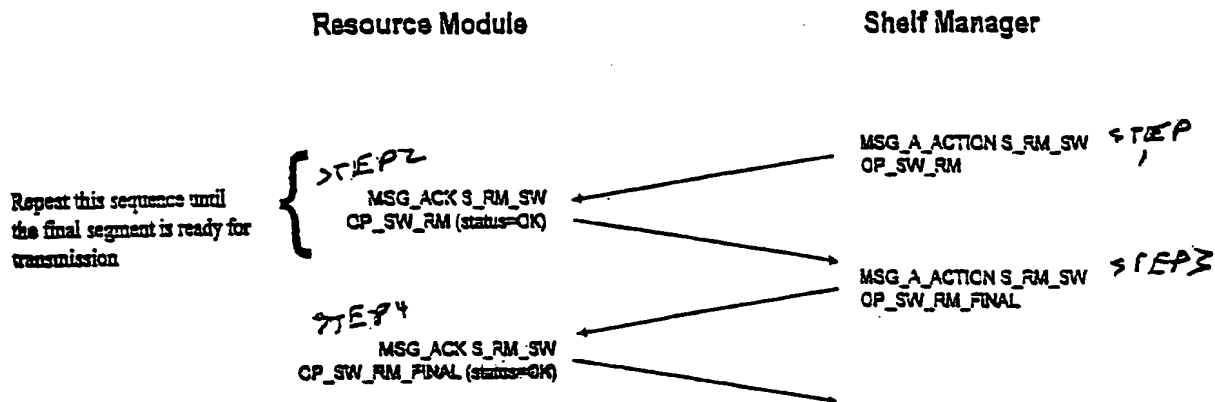 Resource Module
Shelf Manager
MSG_A_ACTION S_RM_SW
OP_SW_RM
STEP
1
STEP2
MSG_ACK S_RM_SW
OP_SW_RM (status=OK)
Repeat this sequence until
the final segment is ready for
transmission
MSG_A_ACTION S_RM_SW
OP_SW_RM_FINAL
STEP3
STEP4
MSG_ACK S_RM_SW
OP_SW_RM_FINAL (status=OK)